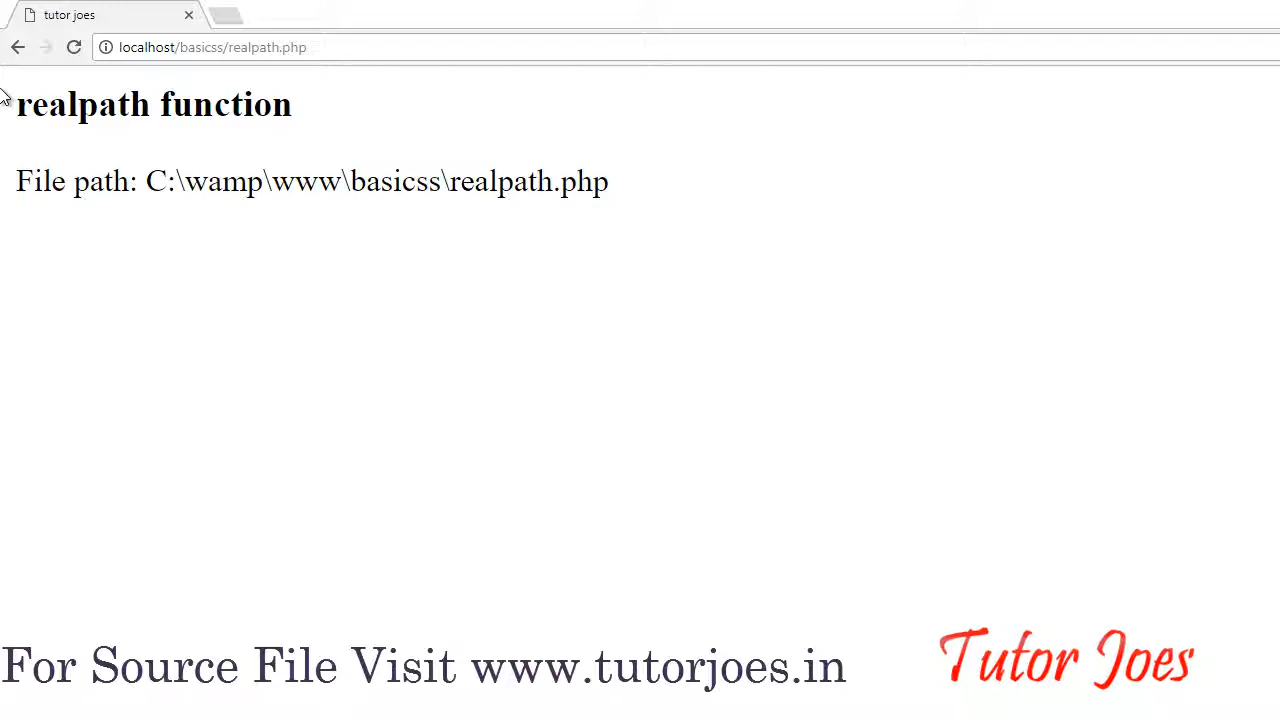 tutor joes
localhost/basicss/realpath.php
realpath function
File path: C:\wamp\www\basicss\realpath.php
For Source File Visit www.tutorjoes.in
Tutor Joes